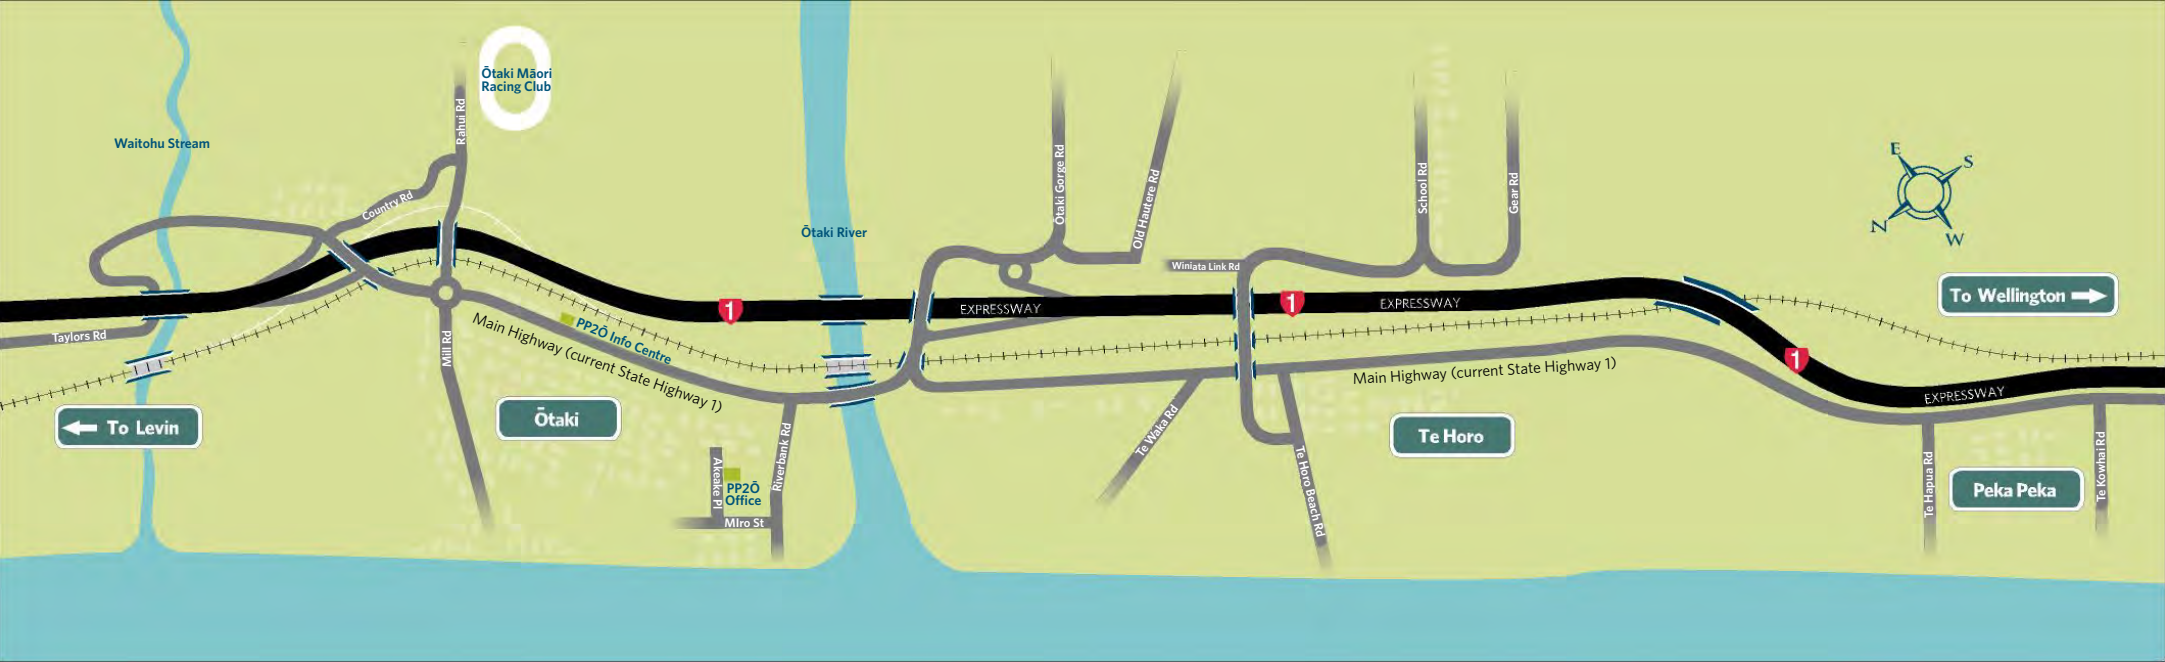 Ōtaki Māori
Racing Club
Rahui Rd
Waitohu Stream
Country Rd
Ōtaki River
Ōtaki Gorge Rd
Old Hautere Rd
Winiata Link Rd
School Rd
Gear Rd
E
S
N
W
To Wellington
1
EXPRESSWAY
1
EXPRESSWAY
Taylors Rd
Mill Rd
PP2Ō Info Centre
Main Highway (current State Highway 1)
Main Highway (current State Highway 1)
1
EXPRESSWAY
To Levin
Ōtaki
Te Horo
Peka Peka
Akeake Pl
PP2Ō
Office
MIro St
Riverbank Rd
Te Waka Rd
Te Horo Beach Rd
Te Hapua Rd
Te Kowhai Rd